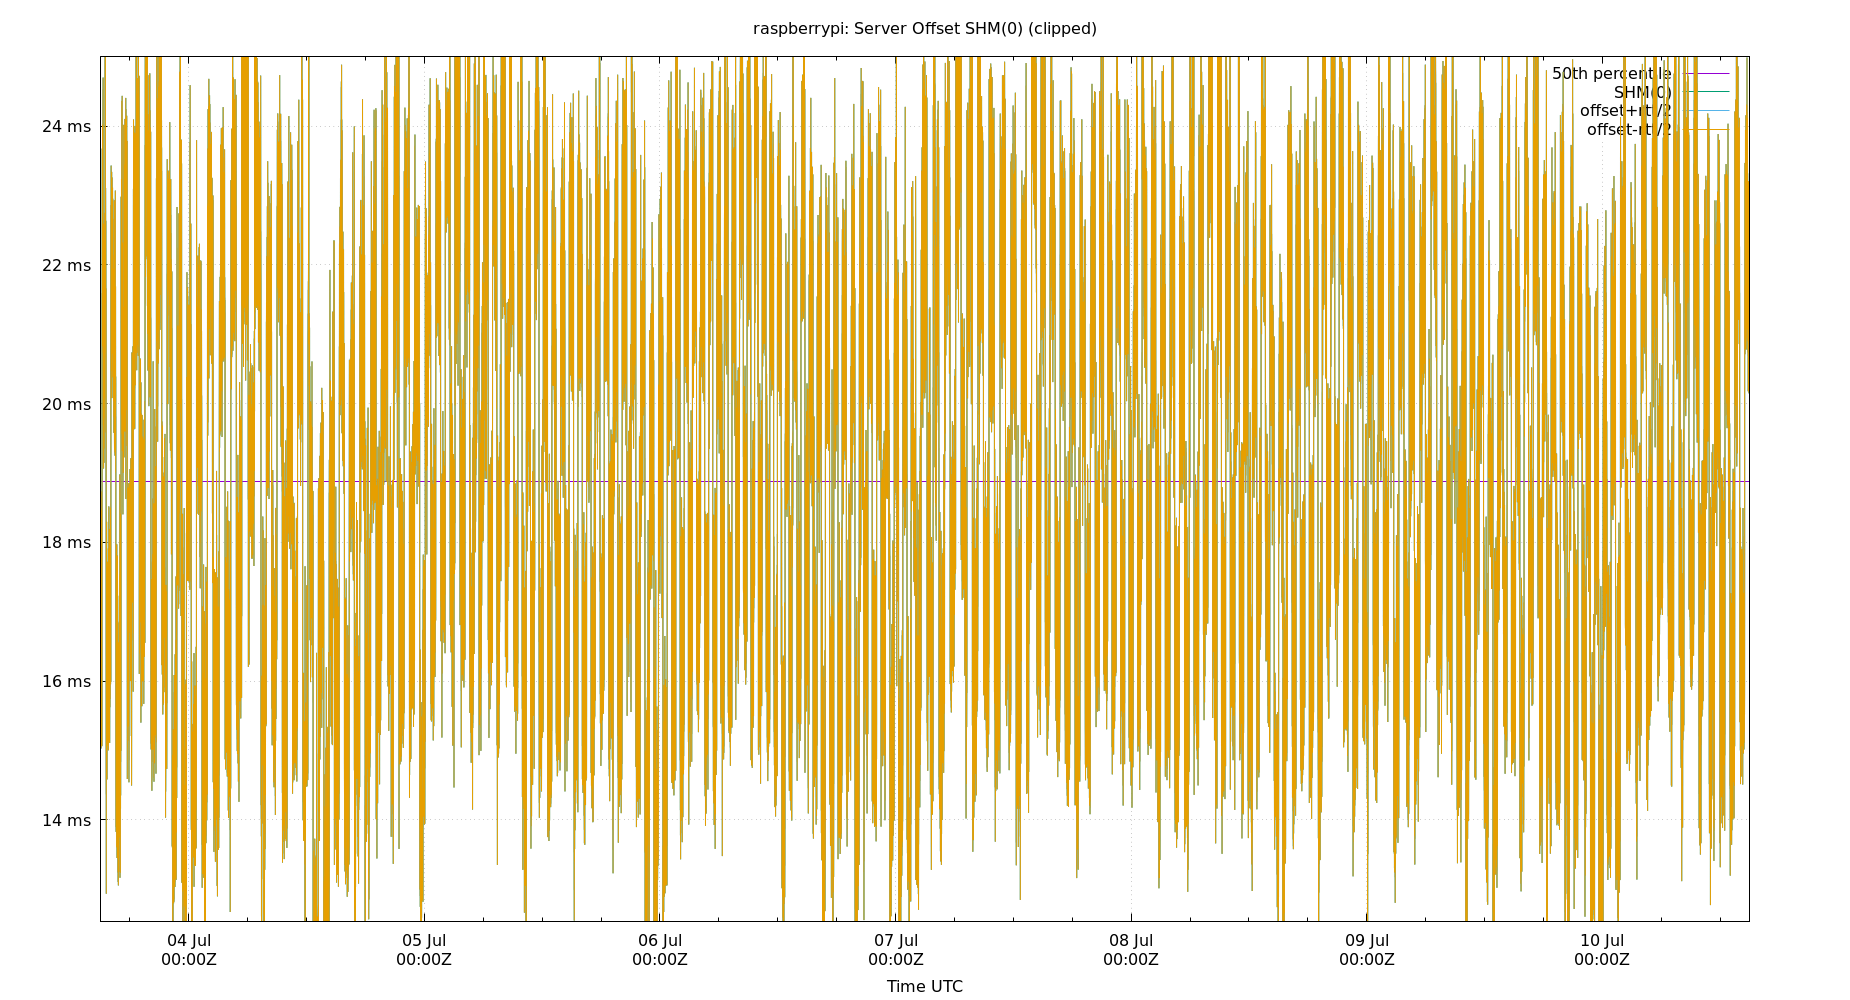 raspberrypi: Server Offset SHM(0) (clipped)
50th percentile
SHM(0)
offset+rtt/2
offset-rtt/2
24 ms
22 ms
20 ms
18 ms
16 ms
14 ms
04 Jul 05 Jul 06 Jul 07 Jul 08 Jul 09 Jul 10 Jul
00:00Z 00:00Z 00:00Z 00:00Z 00:00Z 00:00Z 00:00Z
Time UTC